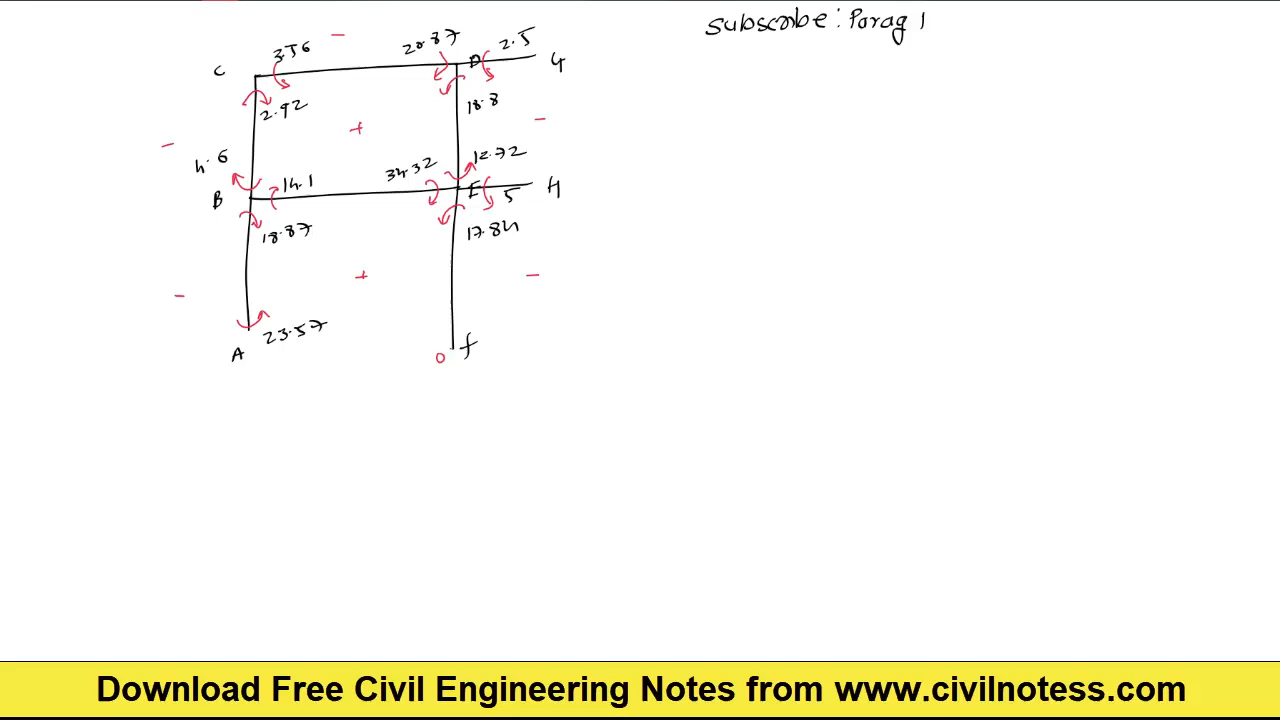 Subscribe: Parag
3.56
20.87
2.5
C
D
G
2.92
18.8
4.6
14.1
34.32
12.72
B
E
5
H
18.87
17.84
23.57
A
0
f
Download Free Civil Engineering Notes from www.civilnotess.com